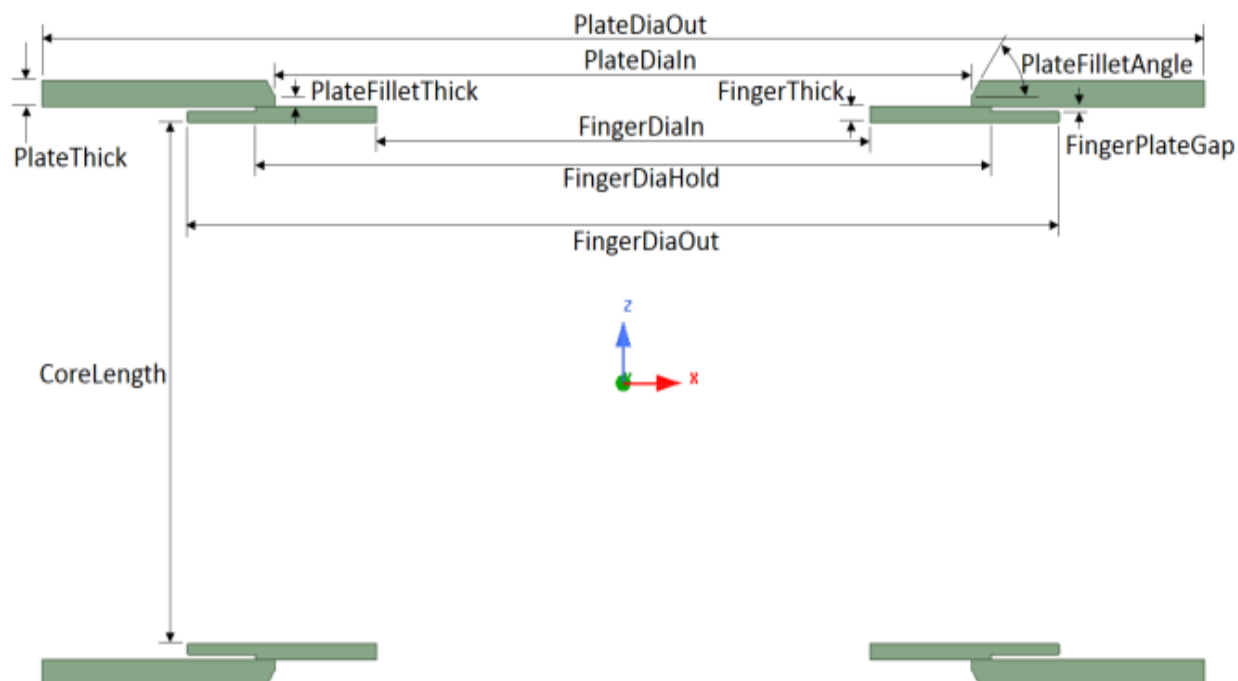 PlateDiaOut
PlateDiaIn
PlateFilletAngle
PlateFilletThick
FingerThick
FingerDiaIn
FingerPlateGap
PlateThick
FingerDiaHold
FingerDiaOut
z
CoreLength
x